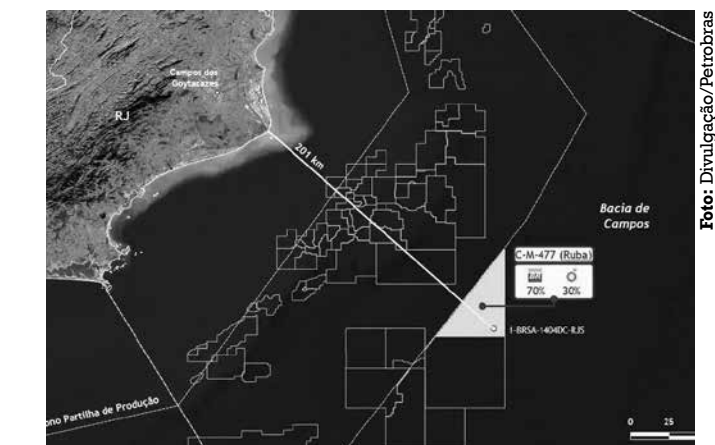 Campos dos
Goytacazes
RJ
201 km
Bacia de
Campos
C-M-477 (Ruba)
70% 30%
1-BRSA-1404DC-RJS
ono Partilha de Produção
0 25
Foto: Divulgação/Petrobras